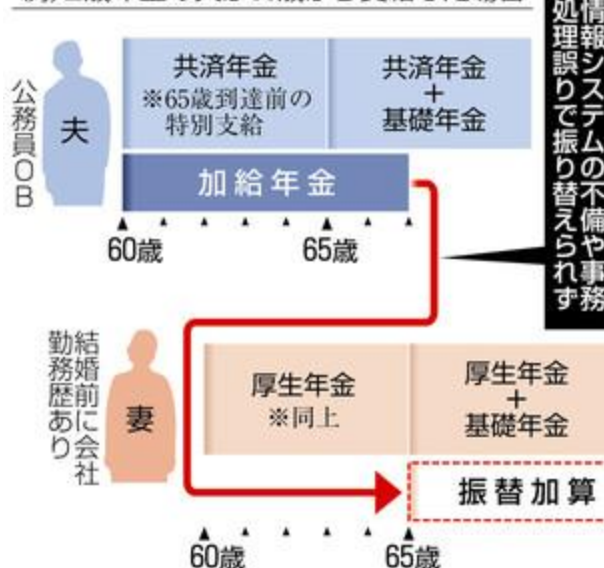 情報システムの不備や事務
処理誤りで振り替えられず
公務員OB
夫
共済年金
※65歳到達前の
特別支給
共済年金
+
基礎年金
加給年金
60歳
65歳
結婚前に会社
勤務歴あり
妻
厚生年金
※同上
厚生年金
+
基礎年金
振替加算
60歳
65歳